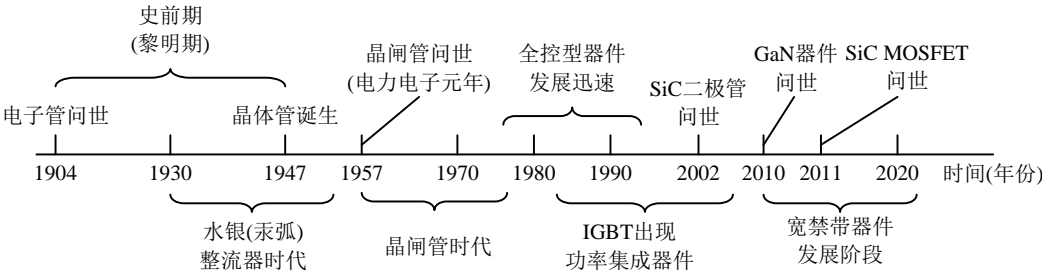 史前期
(黎明期)
电子管问世
晶体管诞生
晶闸管问世
(电力电子元年)
全控型器件
发展迅速
SiC二极管
问世
GaN器件
问世
SiC MOSFET
问世
1904
1930
1947
1957
1970
1980
1990
2002
2010
2011
2020
时间(年份)
水银(汞弧)
整流器时代
晶闸管时代
IGBT出现
功率集成器件
宽禁带器件
发展阶段